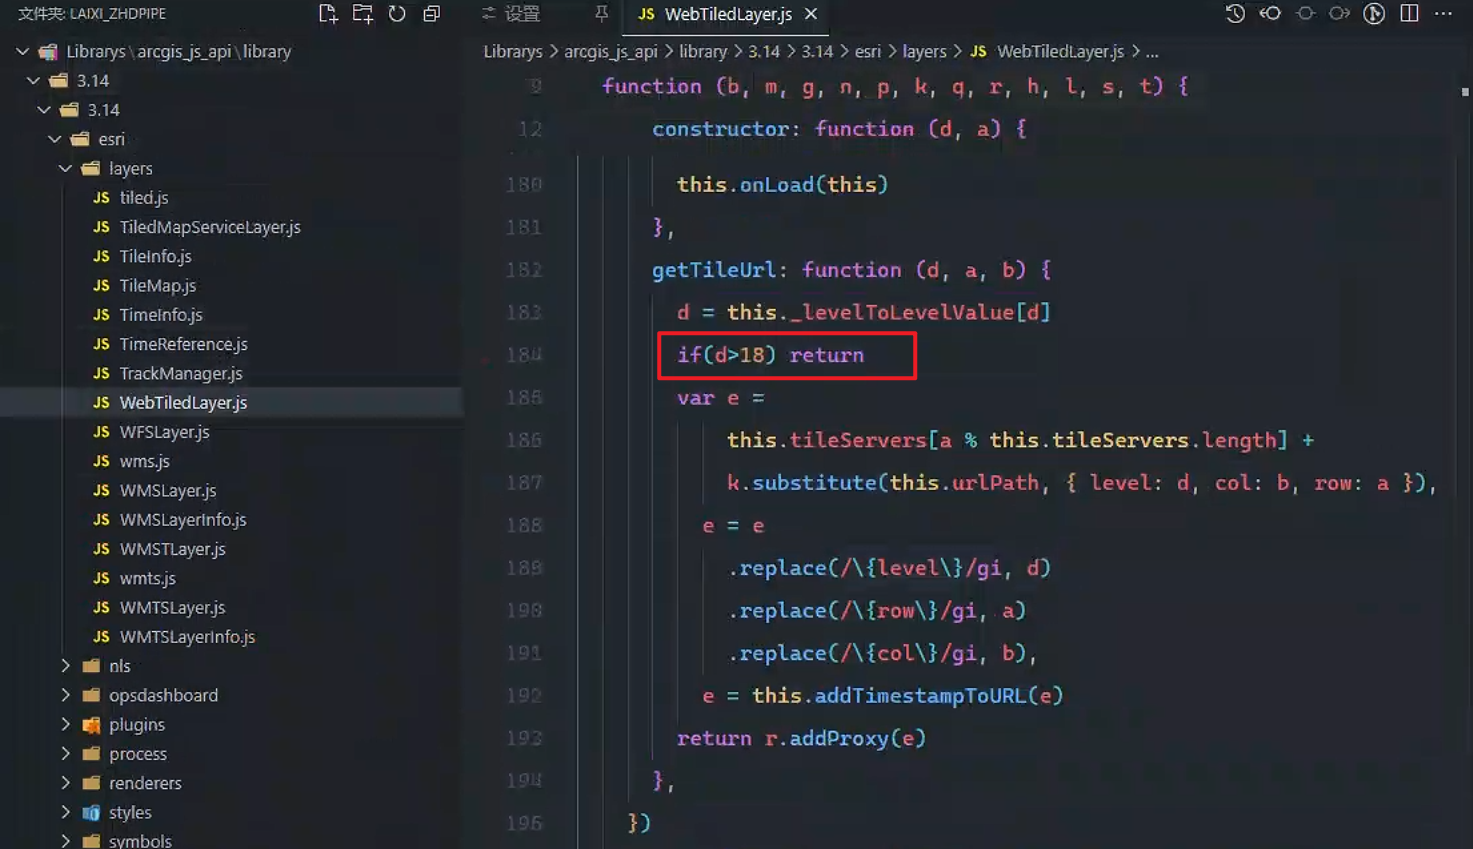 文件夹: LAIXI_ZHDPIPE
设置
JS WebTiledLayer.js
Librarys \ arcgis_js_api \ library
3.14
3.14
esri
layers
JS tiled.js
JS TiledMapServiceLayer.js
JS TileInfo.js
JS TileMap.js
JS TimeInfo.js
JS TimeReference.js
JS TrackManager.js
JS WebTiledLayer.js
JS WFSLayer.js
JS wms.js
JS WMSLayer.js
JS WMSLayerInfo.js
JS WMSTLayer.js
JS wmts.js
JS WMTSLayer.js
JS WMTSLayerInfo.js
nls
opsdashboard
plugins
process
renderers
styles
symbols
Librarys > arcgis_js_api > library > 3.14 > 3.14 > esri > layers > JS WebTiledLayer.js > ...
9 function (b, m, g, n, p, k, q, r, h, l, s, t) {
12 constructor: function (d, a) {
180 this.onLoad(this)
181 },
182 getTileUrl: function (d, a, b) {
183 d = this._levelToLevelValue[d]
184 if(d>18) return
185 var e =
186 this.tileServers[a % this.tileServers.length] +
187 k.substitute(this.urlPath, { level: d, col: b, row: a }),
188 e = e
189 .replace(/\{level\}/gi, d)
190 .replace(/\{row\}/gi, a)
191 .replace(/\{col\}/gi, b),
192 e = this.addTimestampToURL(e)
193 return r.addProxy(e)
194 },
195 })